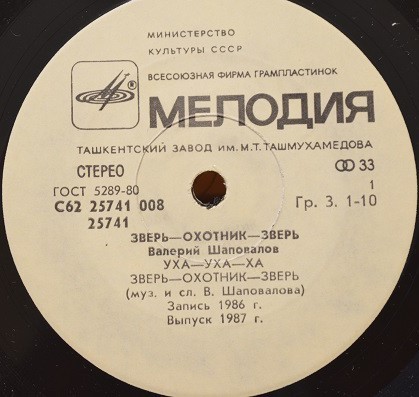 МИНИСТЕРСТВО
КУЛЬТУРЫ СССР
ВСЕСОЮЗНАЯ ФИРМА ГРАМПЛАСТИНОК
МЕЛОДИЯ
ТАШКЕНТСКИЙ ЗАВОД ИМ. М.Т. ТАШМУХАМЕДОВА
СТЕРЕО 33
ГОСТ 5289-80 1
С62 25741 008 Гр. 3. 1-10
25741
ЗВЕРЬ—ОХОТНИК—ЗВЕРЬ
Валерий Шаповалов
УХА—УХА—ХА
ЗВЕРЬ—ОХОТНИК—ЗВЕРЬ
(муз. и сл. В. Шаповалова)
Запись 1986 г.
Выпуск 1987 г.